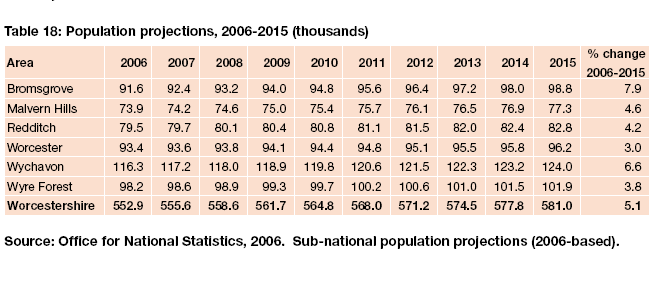 Table 18: Population projections, 2006-2015 (thousands)
Area 2006 2007 2008 2009 2010 2011 2012 2013 2014 2015 % change 2006-2015
Bromsgrove 91.6 92.4 93.2 94.0 94.8 95.6 96.4 97.2 98.0 98.8 7.9
Malvern Hills 73.9 74.2 74.6 75.0 75.4 75.7 76.1 76.5 76.9 77.3 4.6
Redditch 79.5 79.7 80.1 80.4 80.8 81.1 81.5 82.0 82.4 82.8 4.2
Worcester 93.4 93.6 93.8 94.1 94.4 94.8 95.1 95.5 95.8 96.2 3.0
Wychavon 116.3 117.2 118.0 118.9 119.8 120.6 121.5 122.3 123.2 124.0 6.6
Wyre Forest 98.2 98.6 98.9 99.3 99.7 100.2 100.6 101.0 101.5 101.9 3.8
Worcestershire 552.9 555.6 558.6 561.7 564.8 568.0 571.2 574.5 577.8 581.0 5.1
Source: Office for National Statistics, 2006. Sub-national population projections (2006-based).